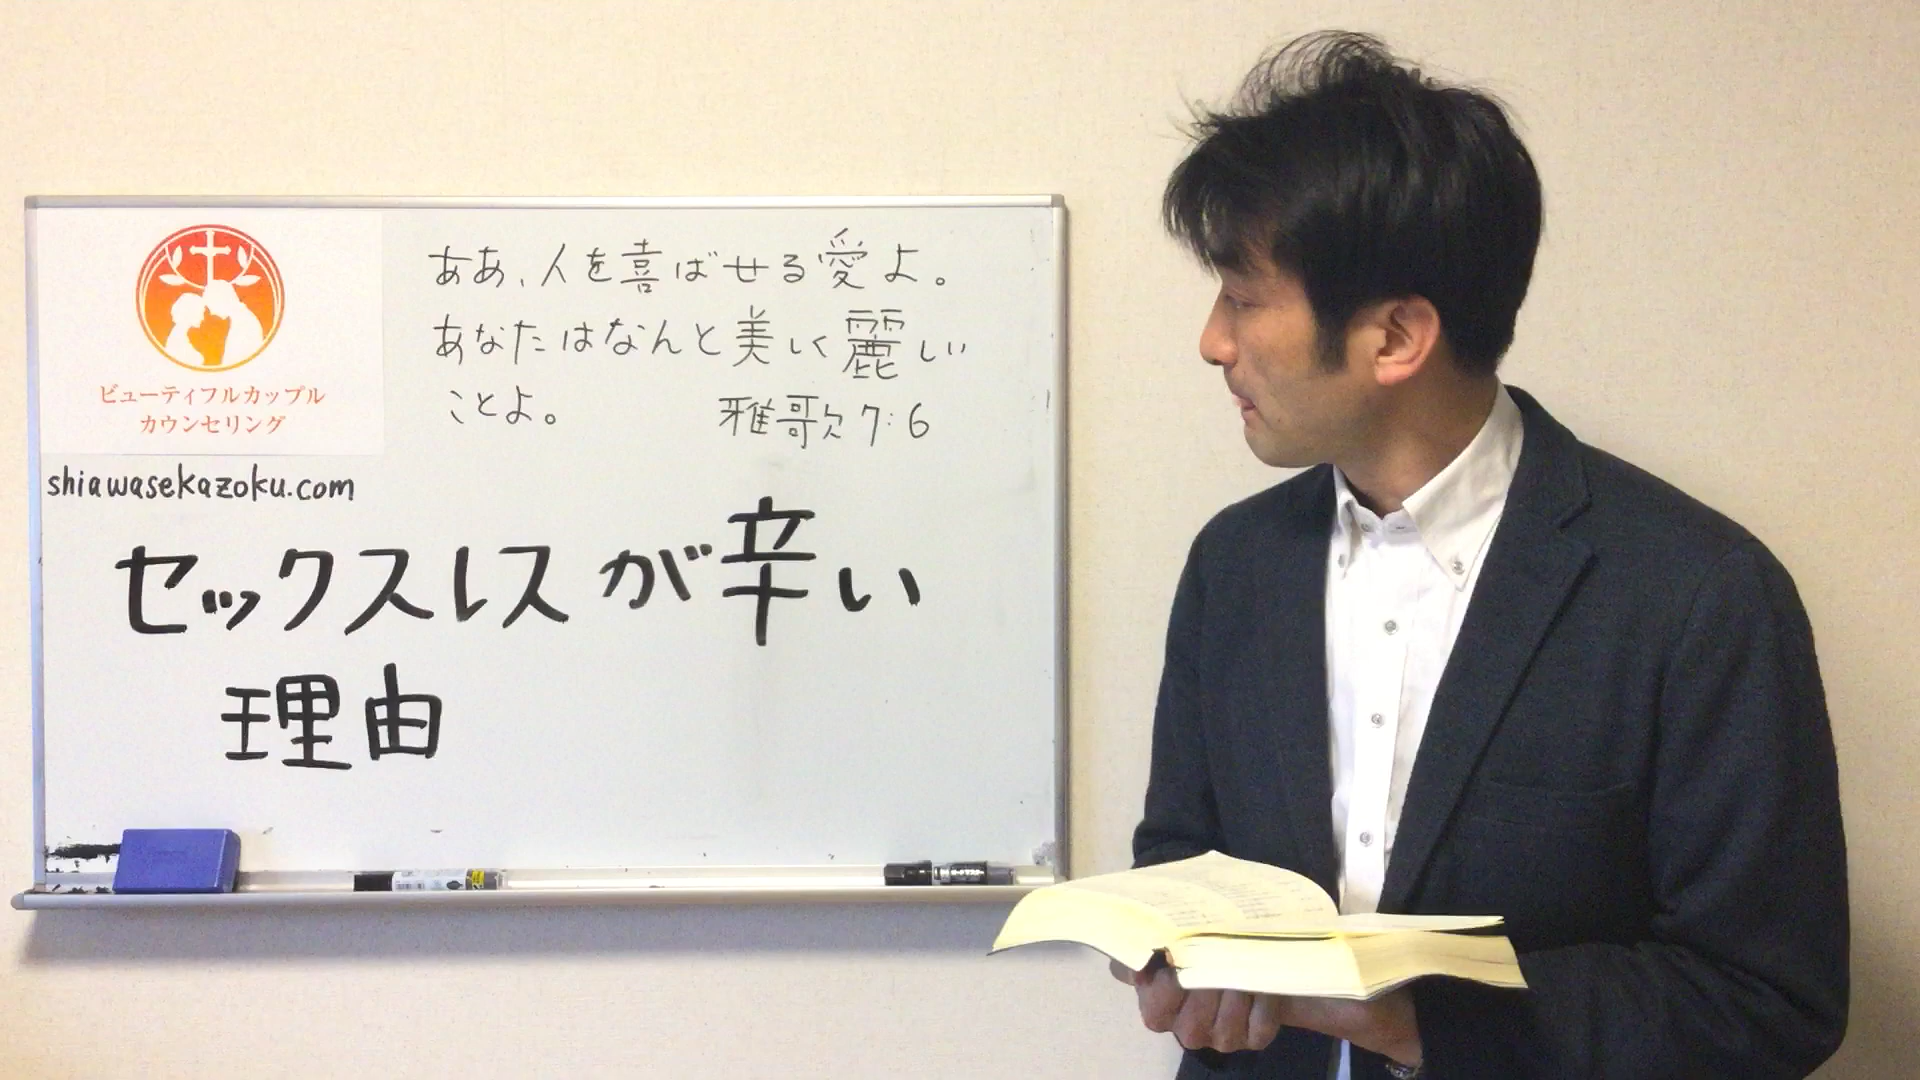 ビューティフルカップル
カウンセリング
shiawasekazoku.com
ああ、人を喜ばせる愛よ。
あなたはなんと美しく麗しい
ことよ。
雅歌7:6
セックスレスが辛い
理由